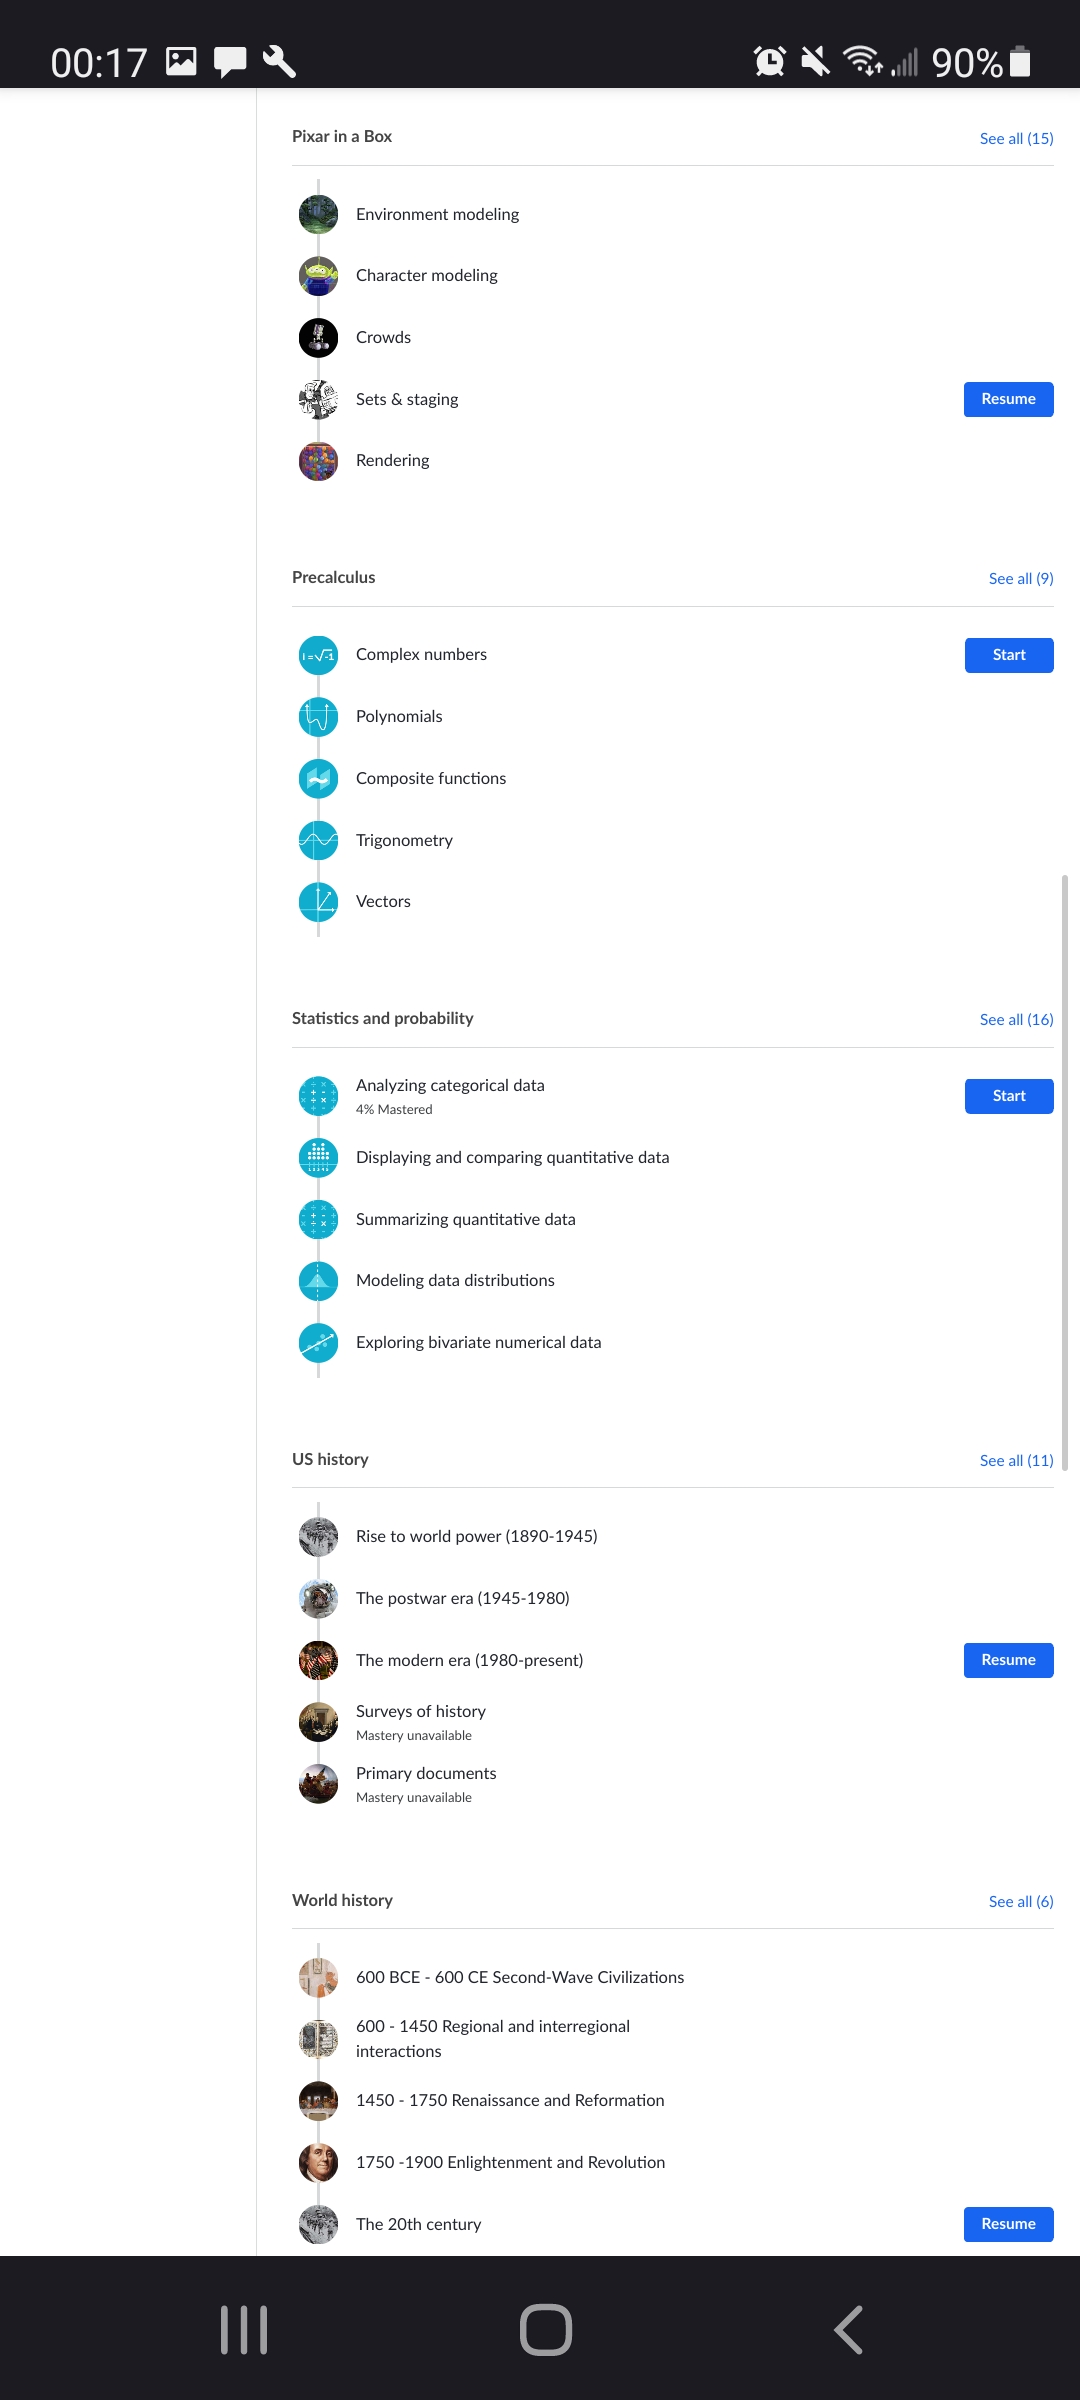 00:17 90%
Pixar in a Box See all (15)
Environment modeling
Character modeling
Crowds
Sets & staging Resume
Rendering
Precalculus See all (9)
i = √-1 Complex numbers Start
Polynomials
Composite functions
Trigonometry
Vectors
Statistics and probability See all (16)
Analyzing categorical data Start
4% Mastered
Displaying and comparing quantitative data
Summarizing quantitative data
Modeling data distributions
Exploring bivariate numerical data
US history See all (11)
Rise to world power (1890-1945)
The postwar era (1945-1980)
The modern era (1980-present) Resume
Surveys of history
Mastery unavailable
Primary documents
Mastery unavailable
World history See all (6)
600 BCE - 600 CE Second-Wave Civilizations
600 - 1450 Regional and interregional
interactions
1450 - 1750 Renaissance and Reformation
1750 -1900 Enlightenment and Revolution
The 20th century Resume